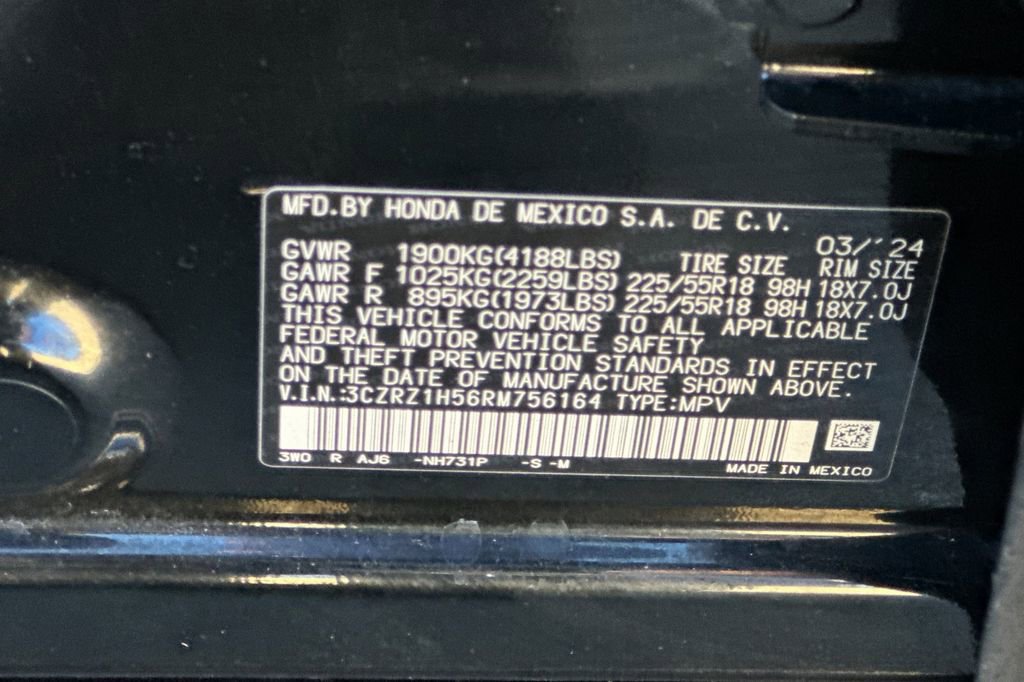 MFD.BY HONDA DE MEXICO S.A. DE C.V.
03/'24
GVWR 1900KG(4188LBS) TIRE SIZE RIM SIZE
GAWR F 1025KG(2259LBS) 225/55R18 98H 18X7.0J
GAWR R 895KG(1973LBS) 225/55R18 98H 18X7.0J
THIS VEHICLE CONFORMS TO ALL APPLICABLE
FEDERAL MOTOR VEHICLE SAFETY
AND THEFT PREVENTION STANDARDS IN EFFECT
ON THE DATE OF MANUFACTURE SHOWN ABOVE.
V.I.N.:3CZRZ1H56RM756164 TYPE:MPV
3W0 R AJ6 -NH731P -S -M
MADE IN MEXICO